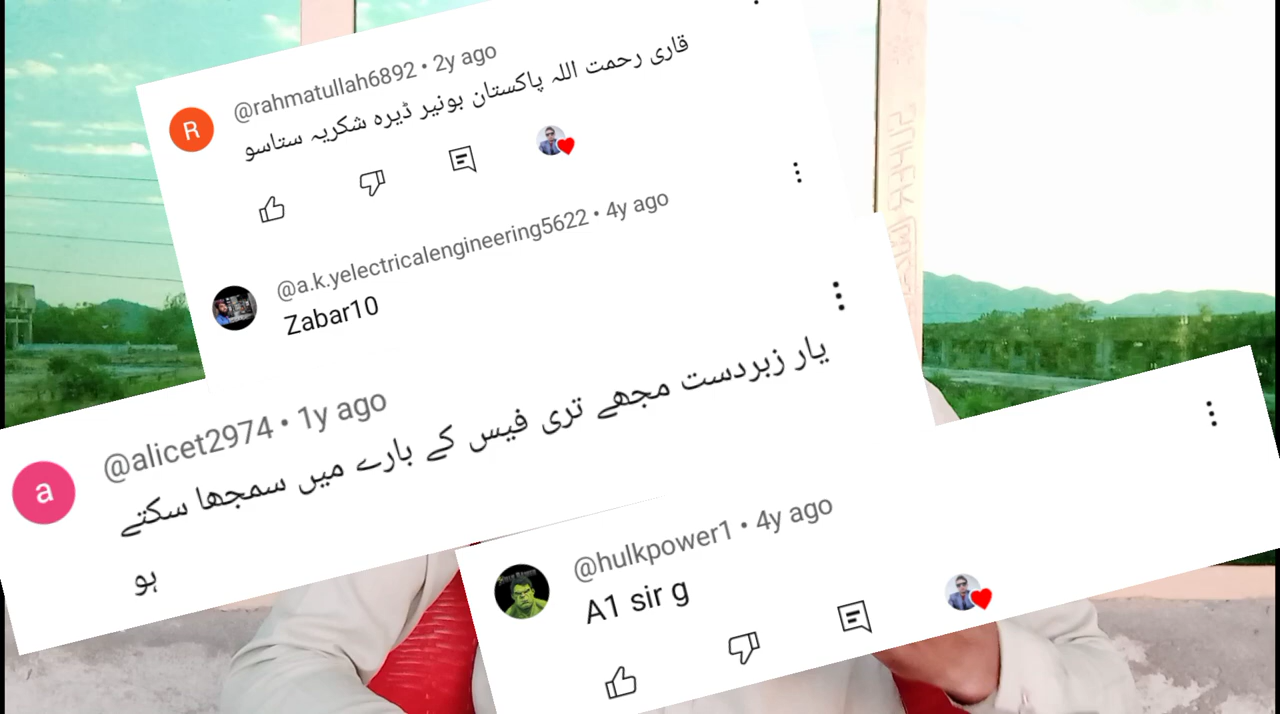 @rahmatullah6892 • 2y ago
قاری رحمت اللہ پاکستان بونیر ڈیرہ شکریہ ستاسو
@a.k.yelectricalengineering5622 • 4y ago
Zabar10
@alicet2974 • 1y ago
یار زبردست مجھے تری فیس کے بارے میں سمجھا سکتے
ہو
@hulkpower1 • 4y ago
A1 sir g